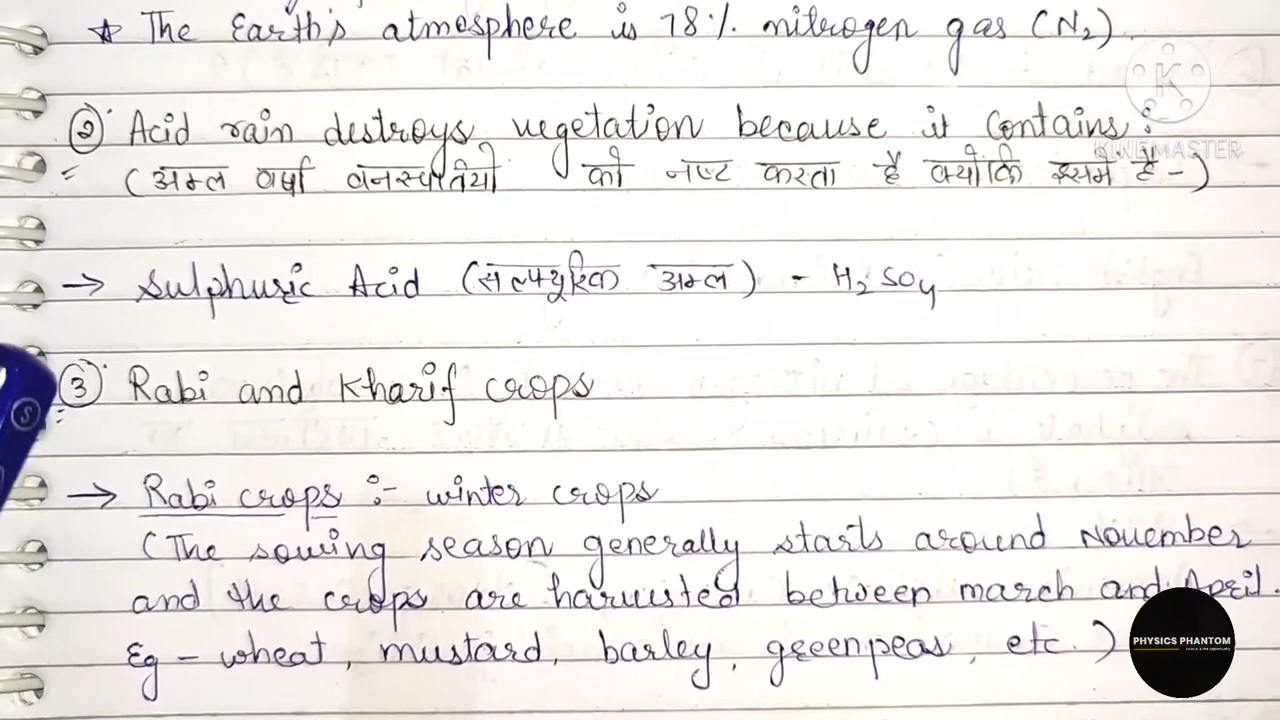 ☆ The Earth's atmosphere is 78% nitrogen gas (N₂).
② Acid rain destroys vegetation because it contains:
(अम्ल वर्षा वनस्पतियों को नष्ट करता है क्योंकि इसमें है-)
→ Sulphuric Acid (सल्फ्यूरिक अम्ल) - H₂SO₄
③ Rabi and Kharif crops
→ Rabi crops :- winter crops
(The sowing season generally starts around November
and the crops are harvested between march and April.
Eg - wheat, mustard, barley, greenpeas, etc.)
K
KINEMASTER
S
PHYSICS PHANTOM